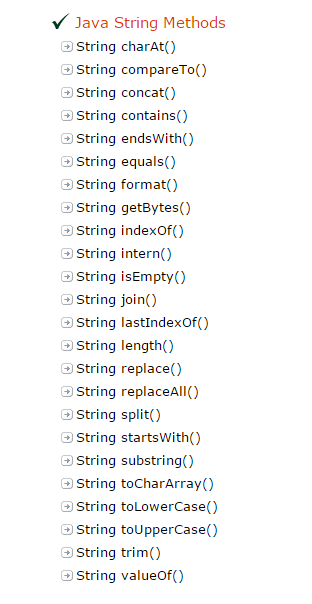 Java String Methods
String charAt()
String compareTo()
String concat()
String contains()
String endsWith()
String equals()
String format()
String getBytes()
String indexOf()
String intern()
String isEmpty()
String join()
String lastIndexOf()
String length()
String replace()
String replaceAll()
String split()
String startsWith()
String substring()
String toCharArray()
String toLowerCase()
String toUpperCase()
String trim()
String valueOf()